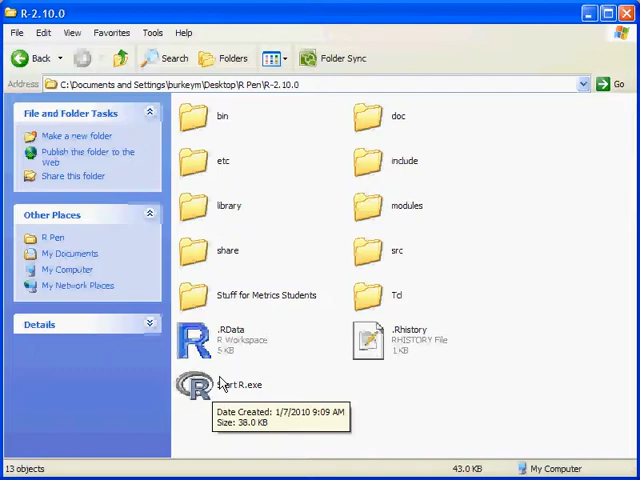 R-2.10.0
File Edit View Favorites Tools Help
Back Search Folders Folder Sync
Address C:\Documents and Settings\burkeym\Desktop\R Pen\R-2.10.0 Go
File and Folder Tasks
Make a new folder
Publish this folder to the
Web
Share this folder
Other Places
R Pen
My Documents
My Computer
My Network Places
Details
bin
doc
etc
include
library
modules
share
src
Stuff for Metrics Students
Tcl
.RData
R Workspace
5 KB
.Rhistory
RHISTORY File
1 KB
R.exe
Date Created: 1/7/2010 9:09 AM
Size: 38.0 KB
13 objects 43.0 KB My Computer